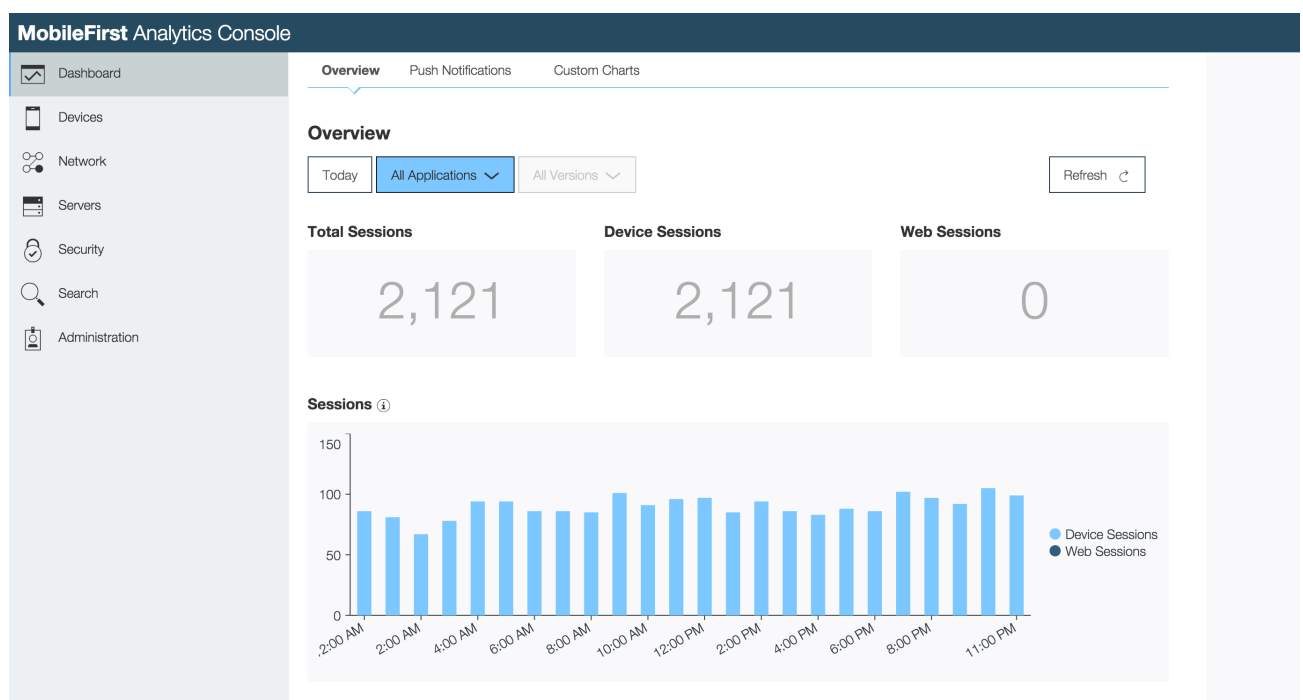 MobileFirst Analytics Console
Dashboard
Devices
Network
Servers
Security
Search
Administration
Overview Push Notifications Custom Charts
Overview
Today All Applications All Versions Refresh
Total Sessions Device Sessions Web Sessions
2,121 2,121 0
Sessions
150
100
50
0
2:00 AM 2:00 AM 4:00 AM 6:00 AM 8:00 AM 10:00 AM 12:00 PM 2:00 PM 4:00 PM 6:00 PM 8:00 PM 11:00 PM
Device Sessions
Web Sessions